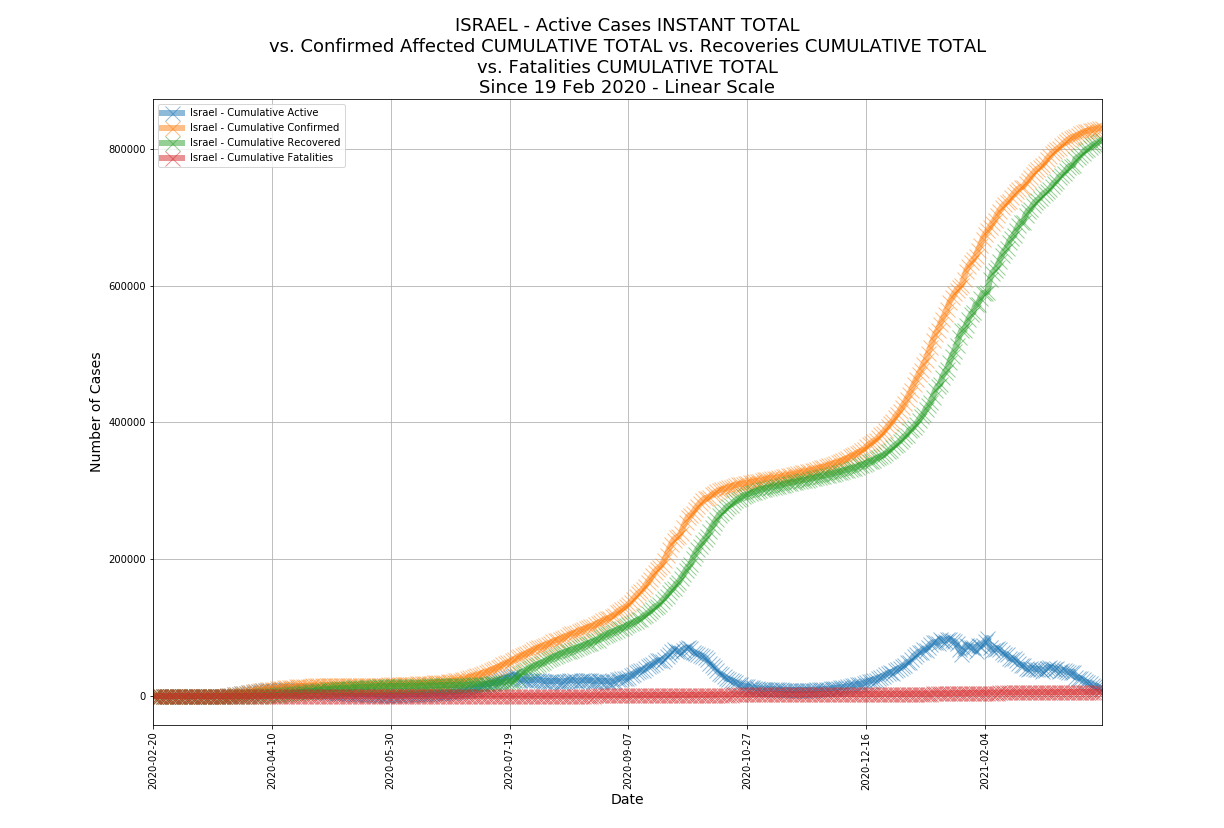 ISRAEL - Active Cases INSTANT TOTAL
vs. Confirmed Affected CUMULATIVE TOTAL vs. Recoveries CUMULATIVE TOTAL
vs. Fatalities CUMULATIVE TOTAL
Since 19 Feb 2020 - Linear Scale
Israel - Cumulative Active
Israel - Cumulative Confirmed
Israel - Cumulative Recovered
Israel - Cumulative Fatalities
Number of Cases
800000
600000
400000
200000
0
2020-02-20
2020-04-10
2020-05-30
2020-07-19
2020-09-07
2020-10-27
2020-12-16
2021-02-04
Date